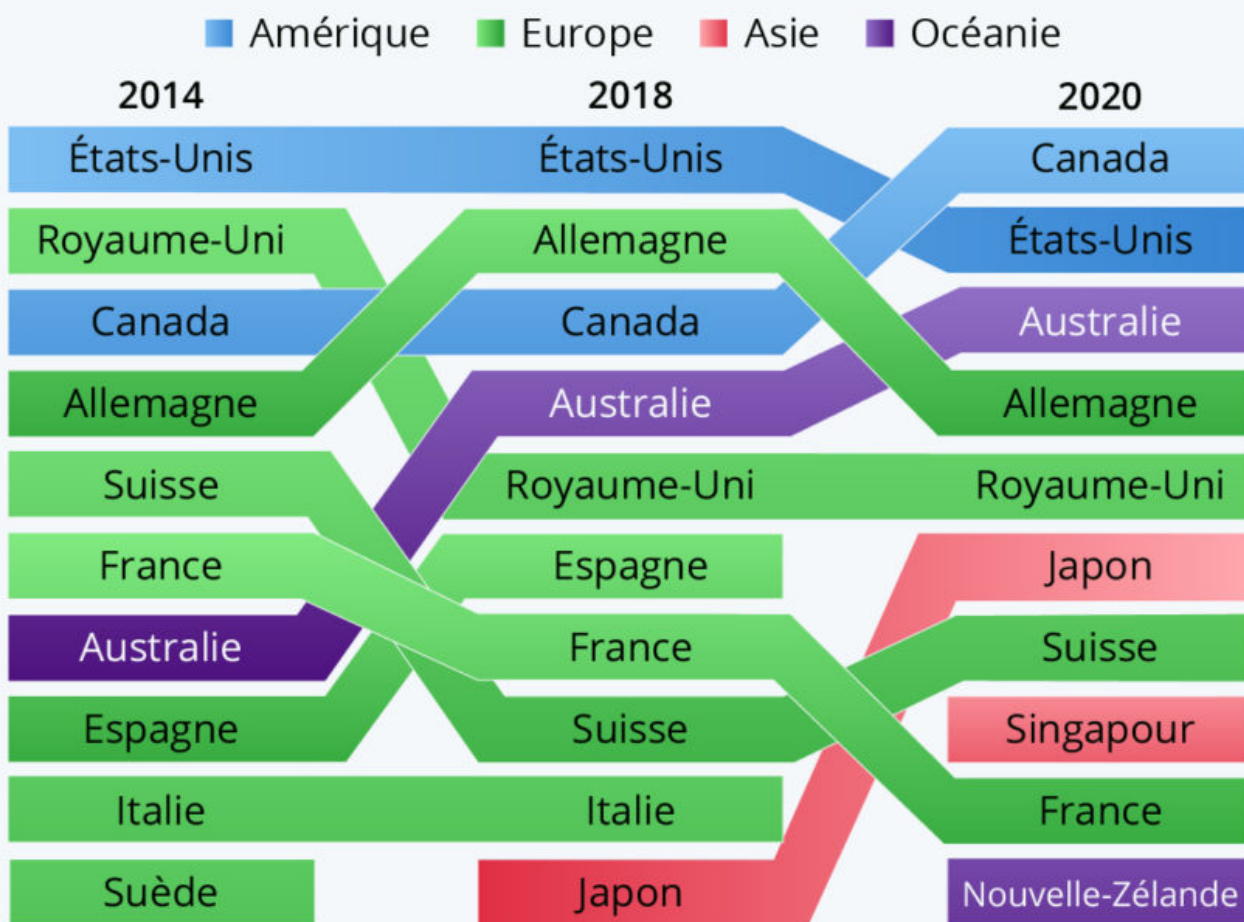 Amérique Europe Asie Océanie
2014 2018 2020
États-Unis États-Unis Canada
Royaume-Uni Allemagne États-Unis
Canada Canada Australie
Allemagne Australie Allemagne
Suisse Royaume-Uni Royaume-Uni
France Espagne Japon
Australie France Suisse
Espagne Suisse Singapour
Italie Italie France
Suède Japon Nouvelle-Zélande